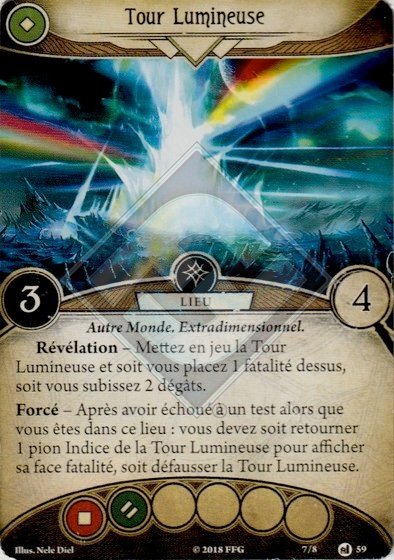 Tour Lumineuse
3
LIEU
4
Autre Monde. Extradimensionnel.
Révélation – Mettez en jeu la Tour
Lumineuse et soit vous placez 1 fatalité dessus,
soit vous subissez 2 dégâts.
Forcé – Après avoir échoué à un test alors que
vous êtes dans ce lieu : vous devez soit retourner
1 pion Indice de la Tour Lumineuse pour afficher
sa face fatalité, soit défausser la Tour Lumineuse.
Illus. Nele Diel © 2018 FFG 7/8 59